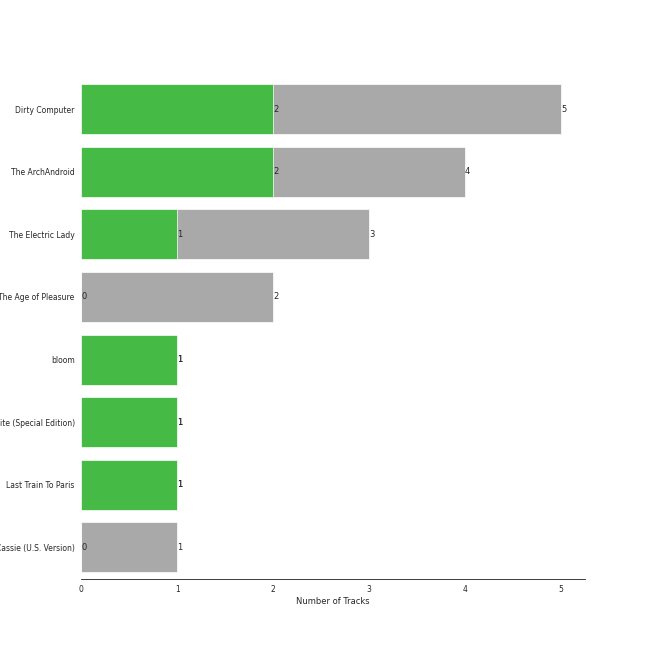 Dirty Computer 2 5
The ArchAndroid 2 4
The Electric Lady 1 3
The Age of Pleasure 0 2
bloom 1
(Special Edition) 1
Last Train To Paris 1
(U.S. Version) 0 1
0 1 2 3 4 5
Number of Tracks